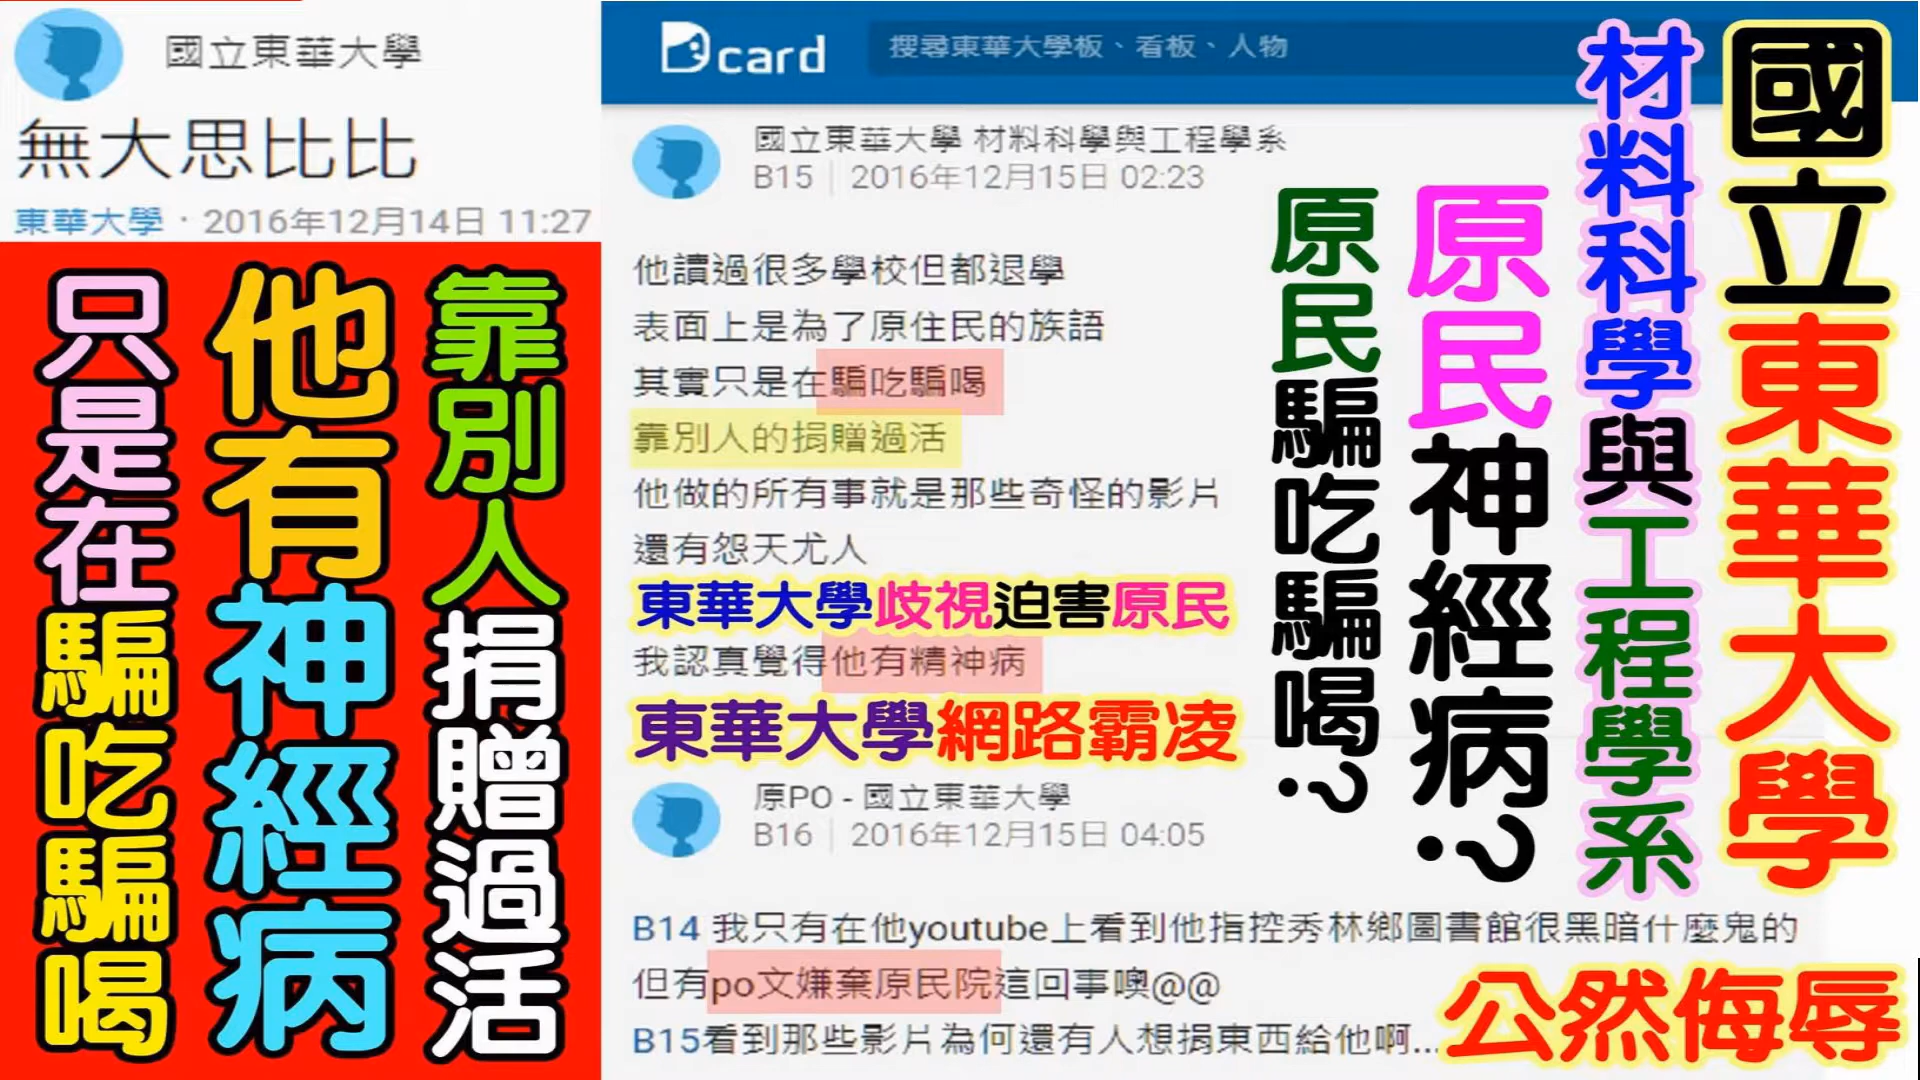 國立東華大學
無大思比比
東華大學 · 2016年12月14日 11:27
靠別人捐贈過活
他有神經病
只是在騙吃騙喝
Dcard
搜尋東華大學板、看板、人物
國立東華大學 材料科學與工程學系
B15 | 2016年12月15日 02:23
他讀過很多學校但都退學
表面上是為了原住民的族語
其實只是在騙吃騙喝
靠別人的捐贈過活
他做的所有事就是那些奇怪的影片
還有怨天尤人
東華大學歧視迫害原民
我認真覺得他有精神病
東華大學網路霸凌
原PO - 國立東華大學
B16 | 2016年12月15日 04:05
B14 我只有在他youtube上看到他指控秀林鄉圖書館很黑暗什麼鬼的
但有po文嫌棄原民院這回事噢@@
B15看到那些影片為何還有人想捐東西給他啊...
國立東華大學
材料科學與工程學系
原民神經病?
原民騙吃騙喝?
公然侮辱